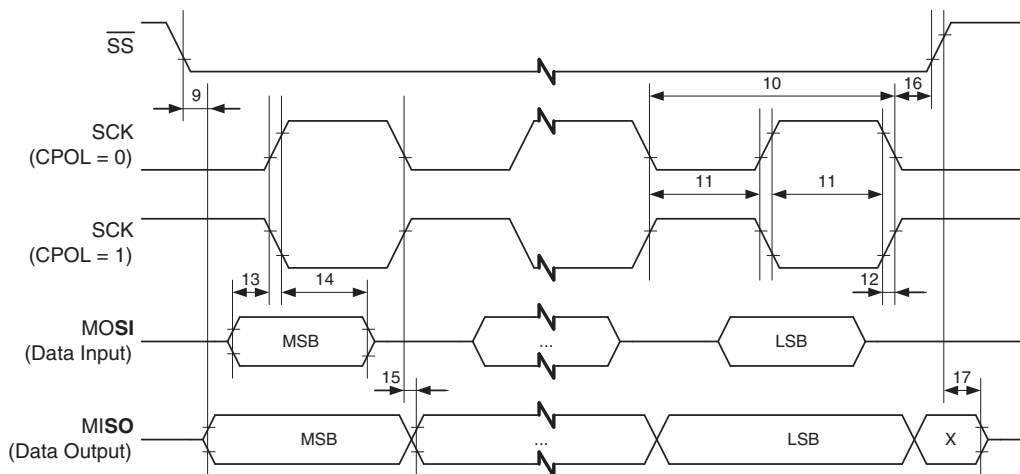 SS
9
10
16
SCK
(CPOL = 0)
11
11
SCK
(CPOL = 1)
13
14
12
MOSI
(Data Input)
MSB
...
LSB
15
17
MISO
(Data Output)
MSB
...
LSB
X